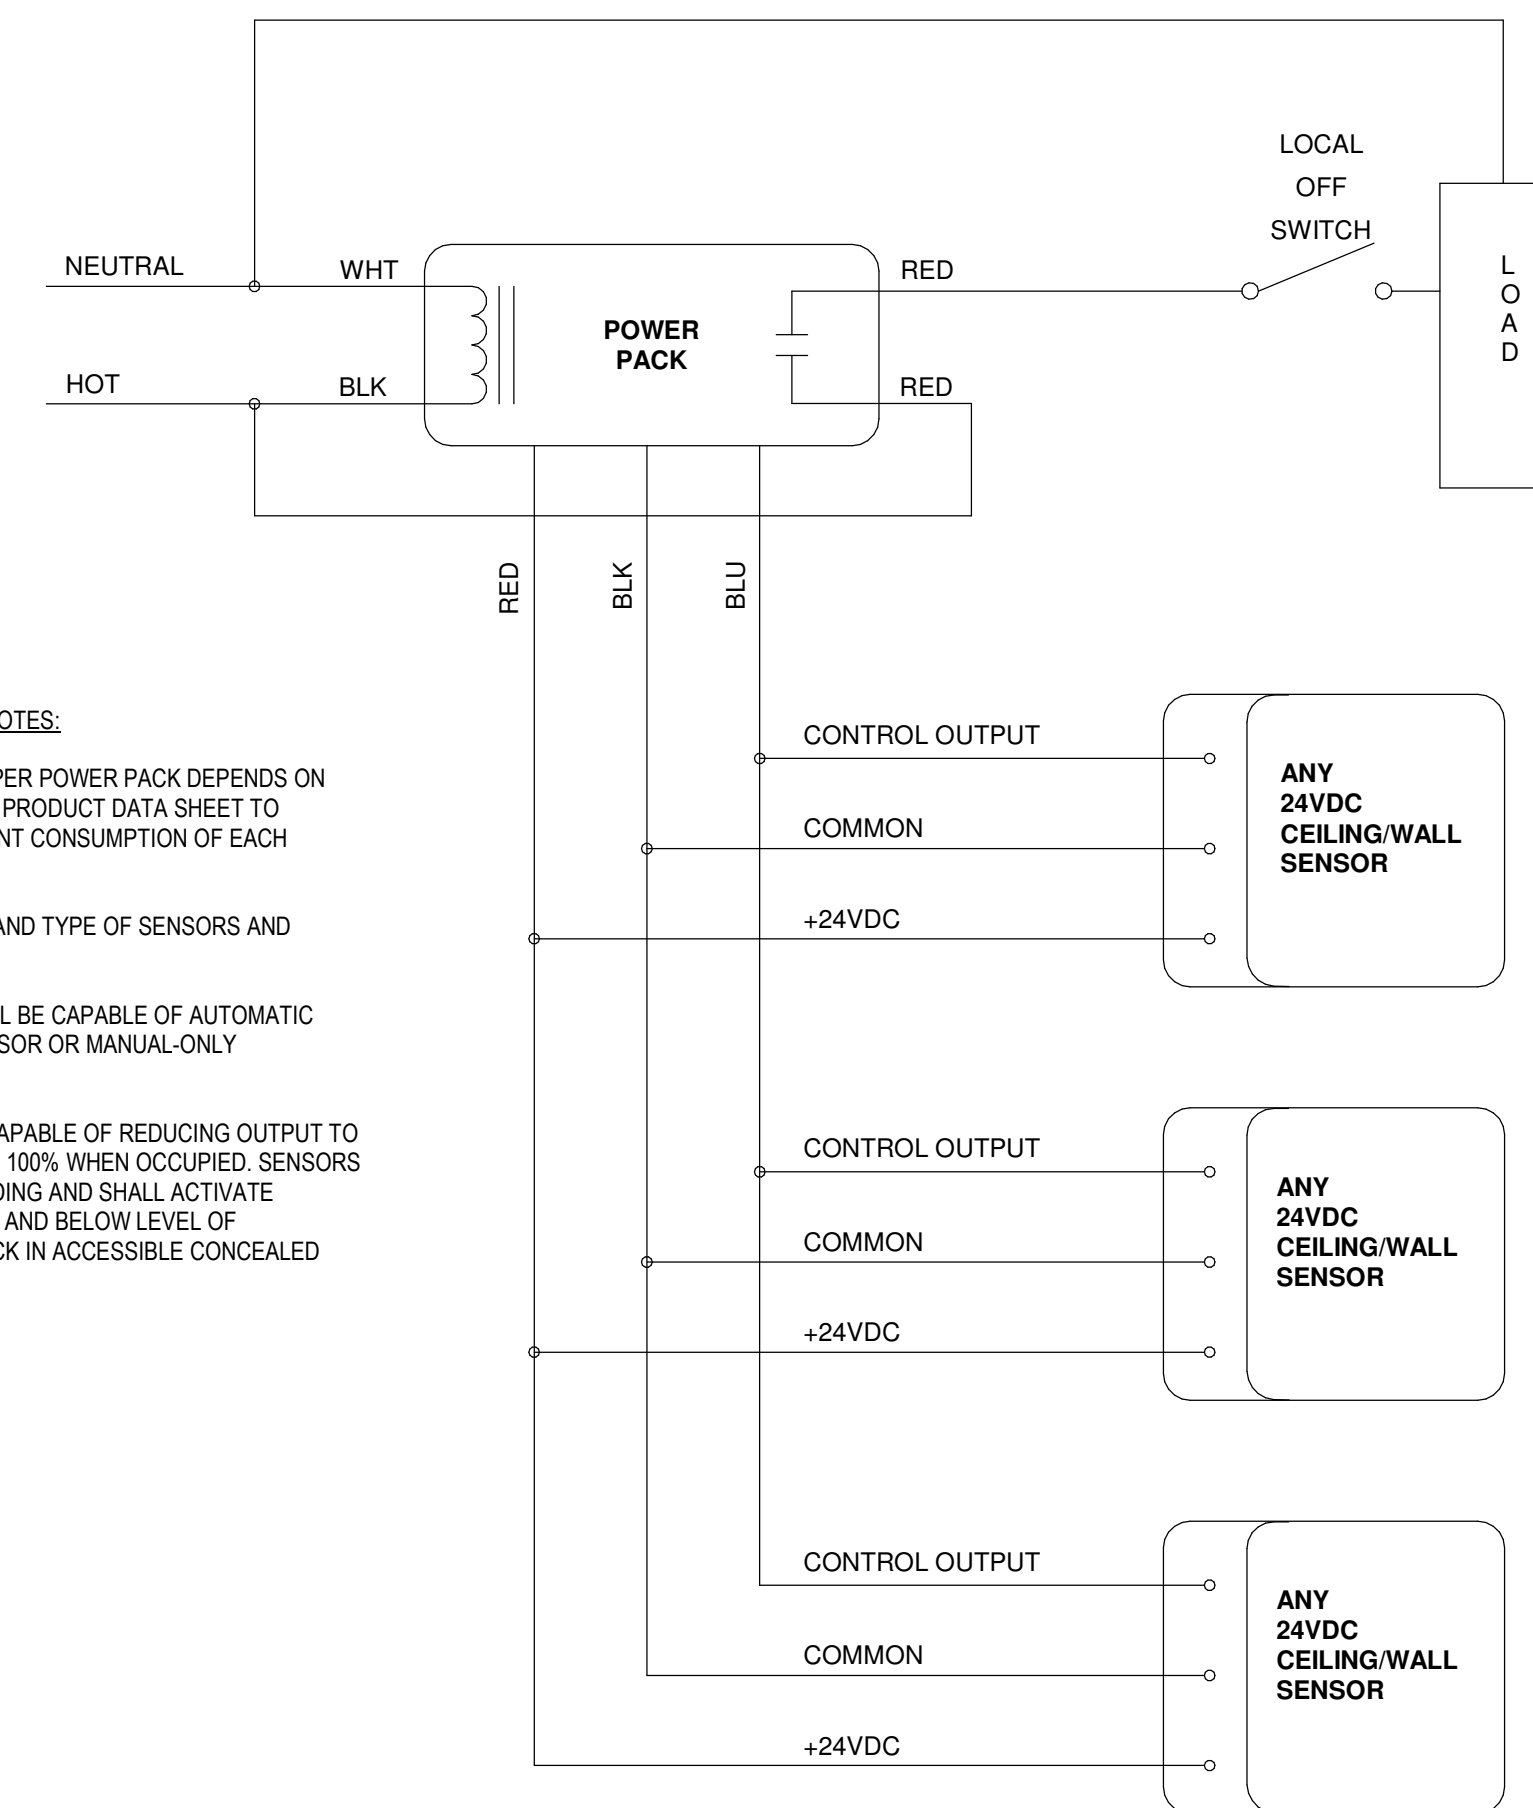 LOCAL
OFF
SWITCH
NEUTRAL
WHT
RED
POWER
PACK
L
O
A
D
HOT
BLK
RED
RED
BLK
BLU
OTES:
PER POWER PACK DEPENDS ON
PRODUCT DATA SHEET TO
NT CONSUMPTION OF EACH
AND TYPE OF SENSORS AND
L BE CAPABLE OF AUTOMATIC
SOR OR MANUAL-ONLY
APABLE OF REDUCING OUTPUT TO
100% WHEN OCCUPIED. SENSORS
DING AND SHALL ACTIVATE
AND BELOW LEVEL OF
CK IN ACCESSIBLE CONCEALED
CONTROL OUTPUT
COMMON
+24VDC
ANY
24VDC
CEILING/WALL
SENSOR
CONTROL OUTPUT
COMMON
+24VDC
ANY
24VDC
CEILING/WALL
SENSOR
CONTROL OUTPUT
COMMON
+24VDC
ANY
24VDC
CEILING/WALL
SENSOR